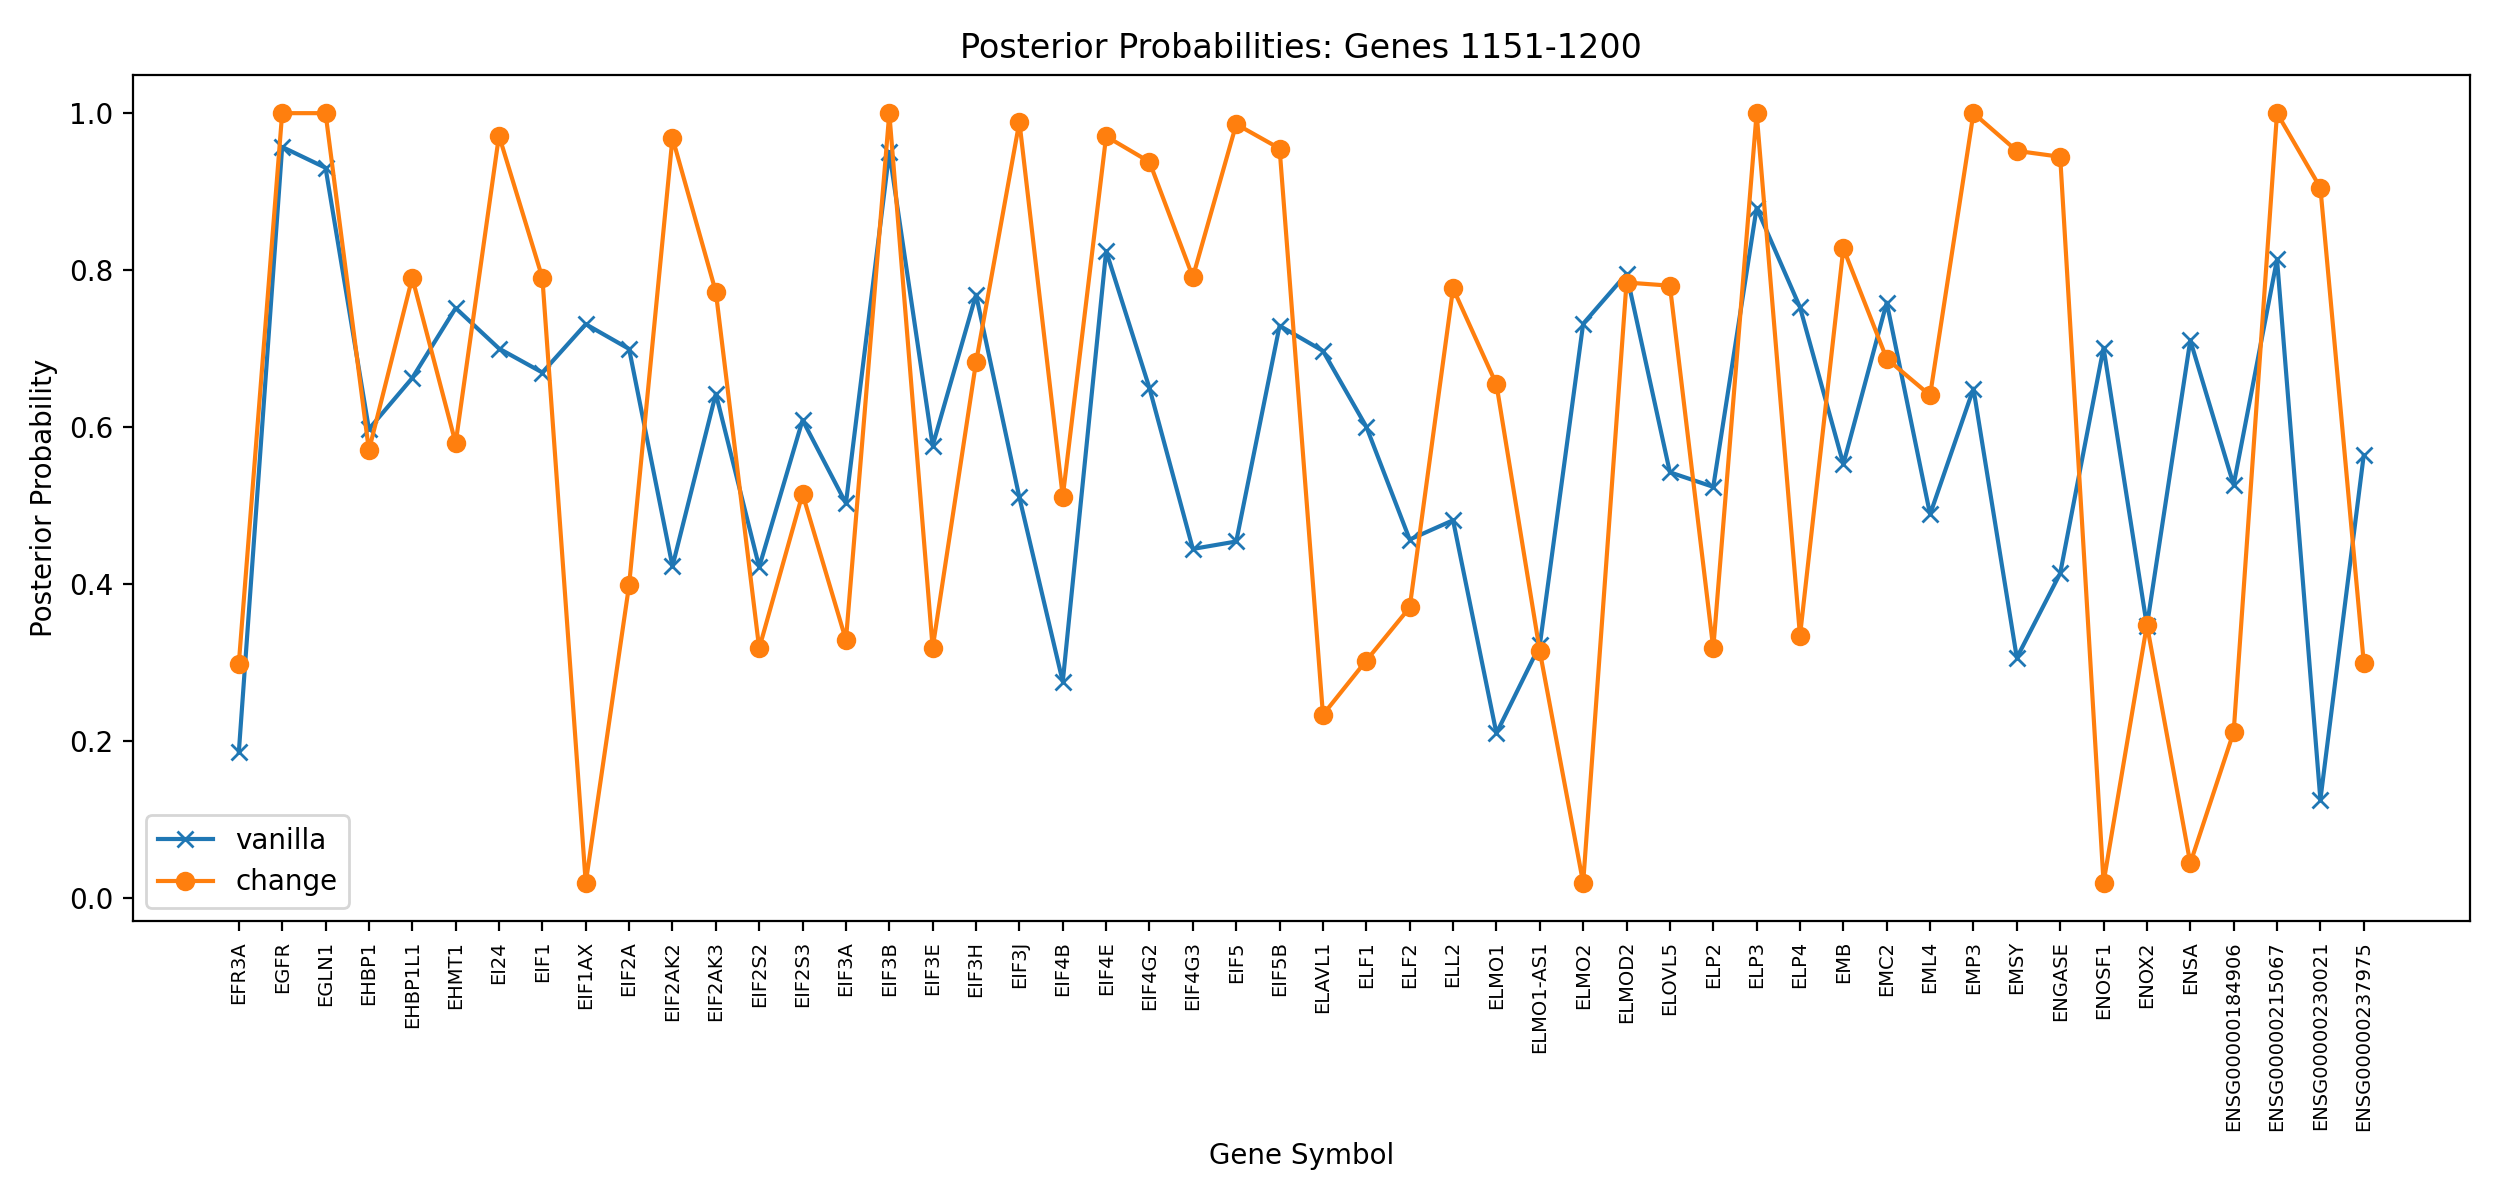 Posterior Probabilities: Genes 1151-1200
Posterior Probability
1.0
0.8
0.6
0.4
0.2
0.0
vanilla
change
EFR3A
EGFR
EGLN1
EHBP1
EHBP1L1
EHMT1
EI24
EIF1
EIF1AX
EIF2A
EIF2AK2
EIF2AK3
EIF2S2
EIF2S3
EIF3A
EIF3B
EIF3E
EIF3H
EIF3J
EIF4B
EIF4E
EIF4G2
EIF4G3
EIF5
EIF5B
ELAVL1
ELF1
ELF2
ELL2
ELMO1
ELMO1-AS1
ELMO2
ELMOD2
ELOVL5
ELP2
ELP3
ELP4
EMB
EMC2
EML4
EMP3
EMSY
ENGASE
ENOSF1
ENOX2
ENSA
ENSG00000184906
ENSG00000215067
ENSG00000230021
ENSG00000237975
Gene Symbol